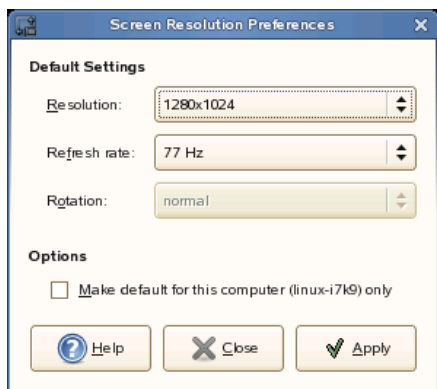 Screen Resolution Preferences
Default Settings
Resolution: 1280x1024
Refresh rate: 77 Hz
Rotation: normal
Options
Make default for this computer (linux-i7k9) only
Help Close Apply